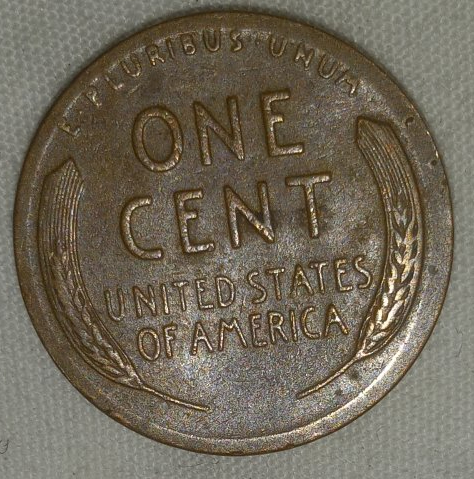 E·PLURIBUS·UNUM
ONE
CENT
UNITED STATES
OF AMERICA